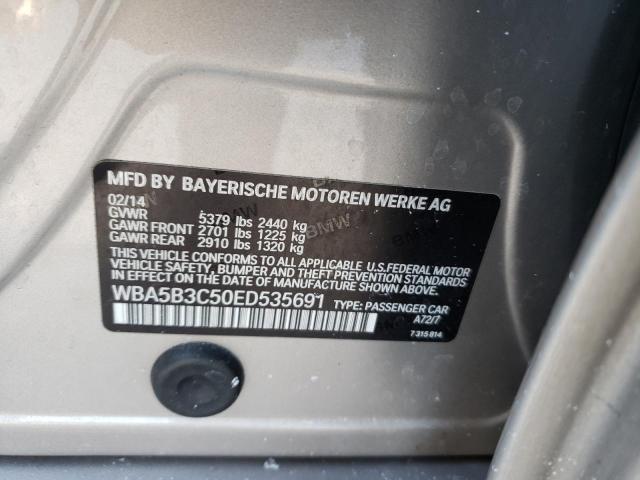 MFD BY BAYERISCHE MOTOREN WERKE AG
02/14
GVWR 5379 lbs 2440 kg
GAWR FRONT 2701 lbs 1225 kg
GAWR REAR 2910 lbs 1320 kg
THIS VEHICLE CONFORMS TO ALL APPLICABLE U.S.FEDERAL MOTOR
VEHICLE SAFETY, BUMPER AND THEFT PREVENTION STANDARDS
IN EFFECT ON THE DATE OF MANUFACTURE SHOWN ABOVE.
WBA5B3C50ED535691 TYPE: PASSENGER CAR
A72/7
7 315 814
BMW